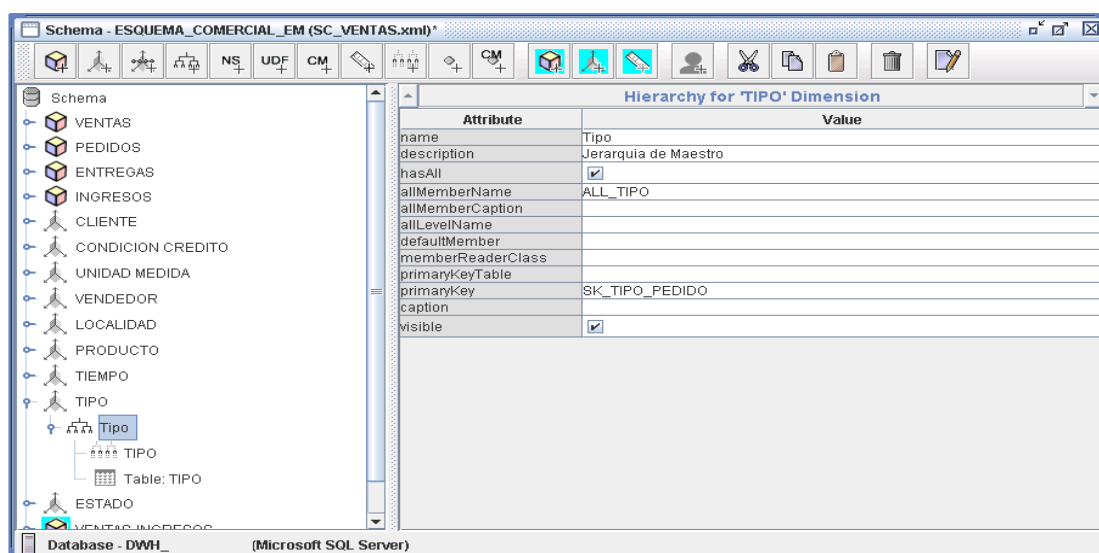 Schema - ESQUEMA_COMERCIAL_EM (SC_VENTAS.xml)*
NS UDF CM CM
Schema
VENTAS
PEDIDOS
ENTREGAS
INGRESOS
CLIENTE
CONDICION CREDITO
UNIDAD MEDIDA
VENDEDOR
LOCALIDAD
PRODUCTO
TIEMPO
TIPO
Tipo
TIPO
Table: TIPO
ESTADO
VENTAS INGRESOS
Hierarchy for 'TIPO' Dimension
Attribute Value
name Tipo
description Jerarquia de Maestro
hasAll
allMemberName ALL_TIPO
allMemberCaption
allLevelName
defaultMember
memberReaderClass
primaryKeyTable
primaryKey SK_TIPO_PEDIDO
caption
visible
Database - DWH_ (Microsoft SQL Server)